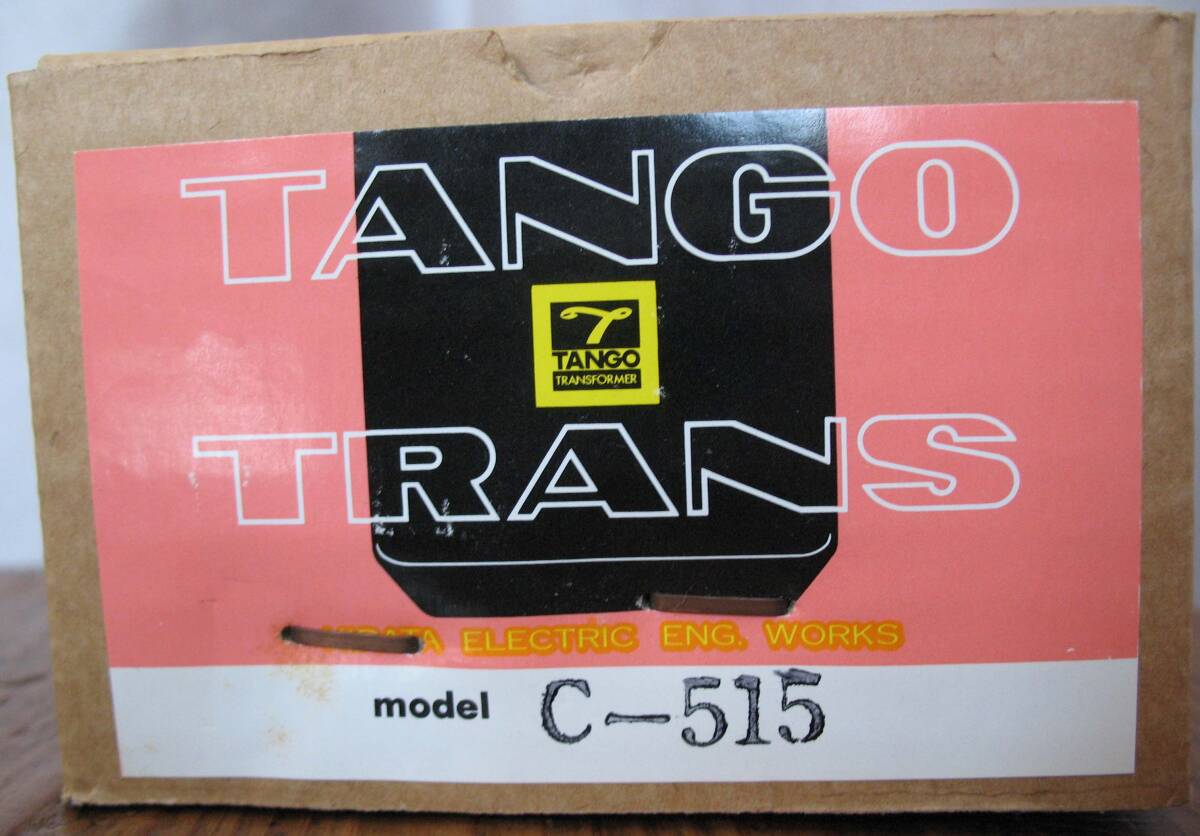 TANGO
TANGO
TRANSFORMER
TRANS
ELECTRIC ENG. WORKS
model C-515